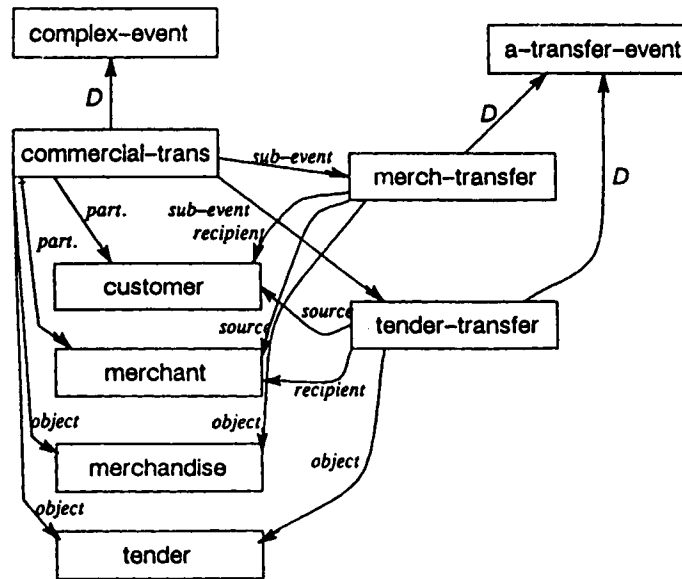 complex-event
a-transfer-event
D
D
commercial-trans
sub-event
merch-transfer
D
part.
sub-event
recipient
part.
customer
source
source
tender-transfer
merchant
recipient
object
object
merchandise
object
object
tender